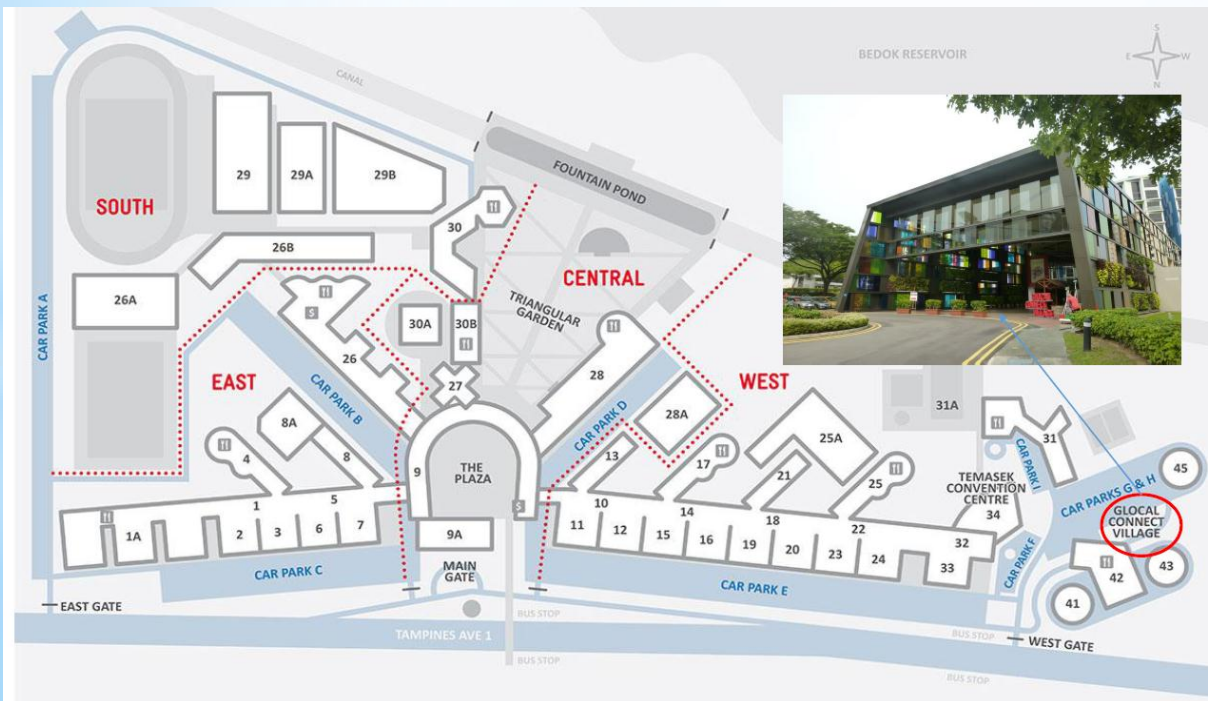 BEDOK RESERVOIR
S
E W
N
CANAL
FOUNTAIN POND
29
29A
29B
30
SOUTH
26B
26A
CAR PARK A
CENTRAL
TRIANGULAR
GARDEN
30A
30B
S
26
27
28
EAST
CAR PARK B
WEST
CAR PARK D
28A
8A
4
8
9
THE
PLAZA
S
9A
13
17
21
25A
25
31A
31
CAR PARK I
TEMASEK
CONVENTION
CENTRE
34
CAR PARKS G & H
45
GLOCAL
CONNECT
VILLAGE
1
5
1A
2
3
6
7
10
14
18
22
32
11
12
15
16
19
20
23
24
33
CAR PARK F
42
43
41
CAR PARK C
MAIN
GATE
CAR PARK E
EAST GATE
BUS STOP
TAMPINES AVE 1
BUS STOP
BUS STOP
WEST GATE
BUS STOP